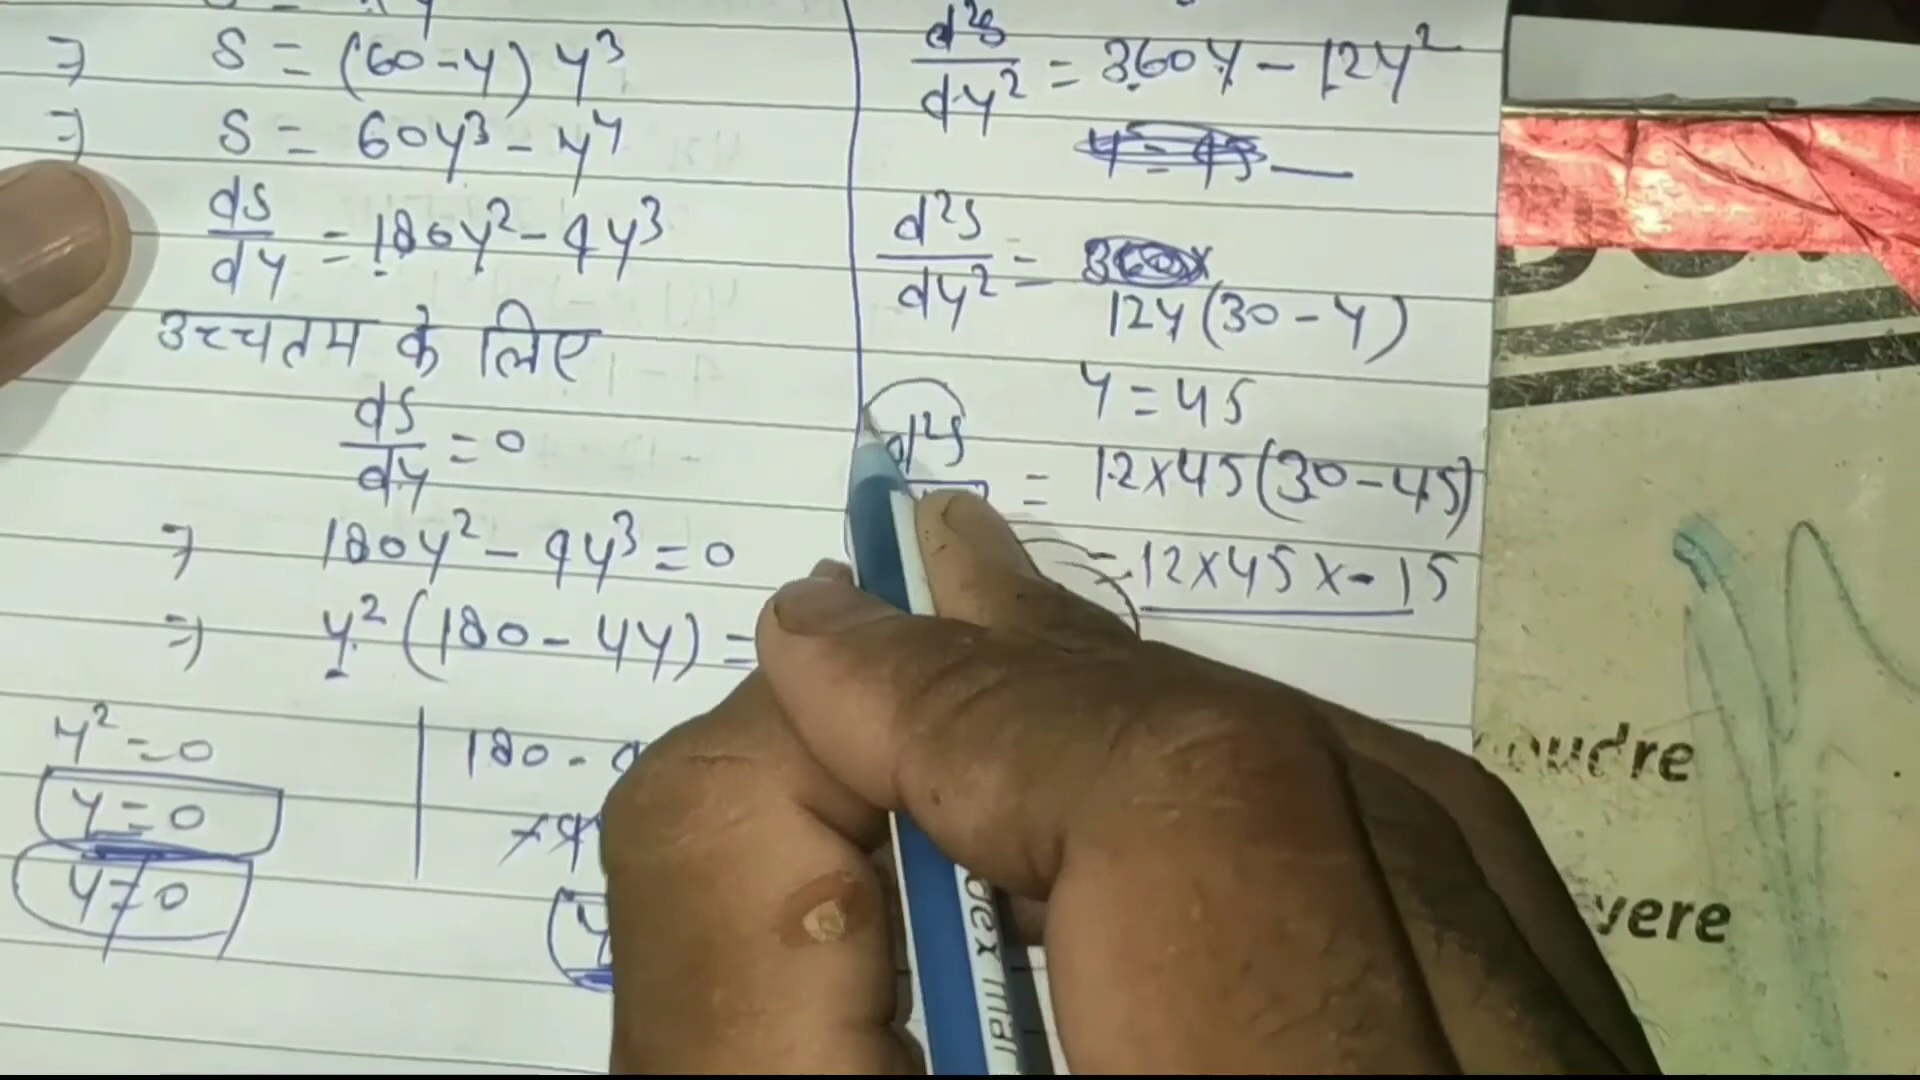 ⇒ S = (60-y) y³
⇒ S = 60y³ - y⁴
dS/dy = 180y² - 4y³
उच्चतम के लिए
dS/dy = 0
⇒ 180y² - 4y³ = 0
⇒ y² (180 - 4y) =
y² = 0
y = 0
y ≠ 0
180 -
d²S/dy² = 360y - 12y²
d²S/dy² =
12y (30 - y)
y = 45
d²S = 12×45 (30-45)
= 12×45×-15
oudre
vere